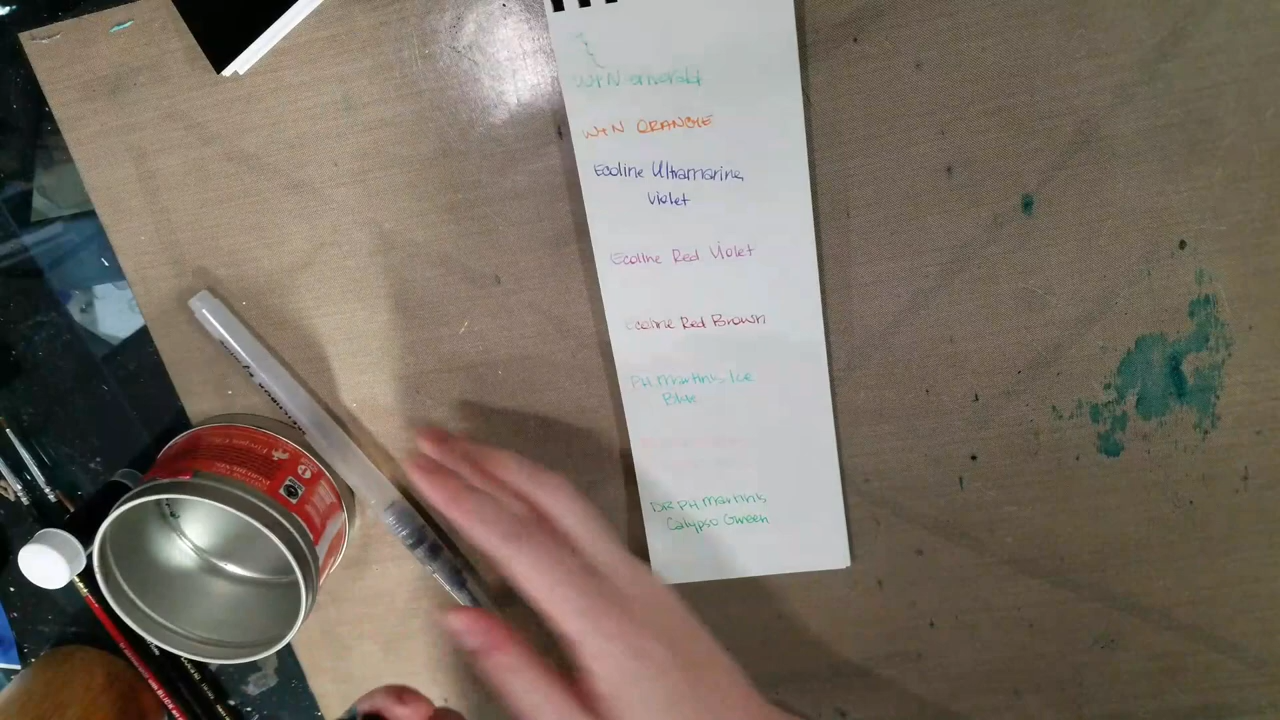 W+N emerald
W+N ORANGE
Ecoline Ultramarine
Violet
Ecoline Red Violet
Ecoline Red Brown
PH Martins Ice
Blue
DR PH Martins
Calypso Green